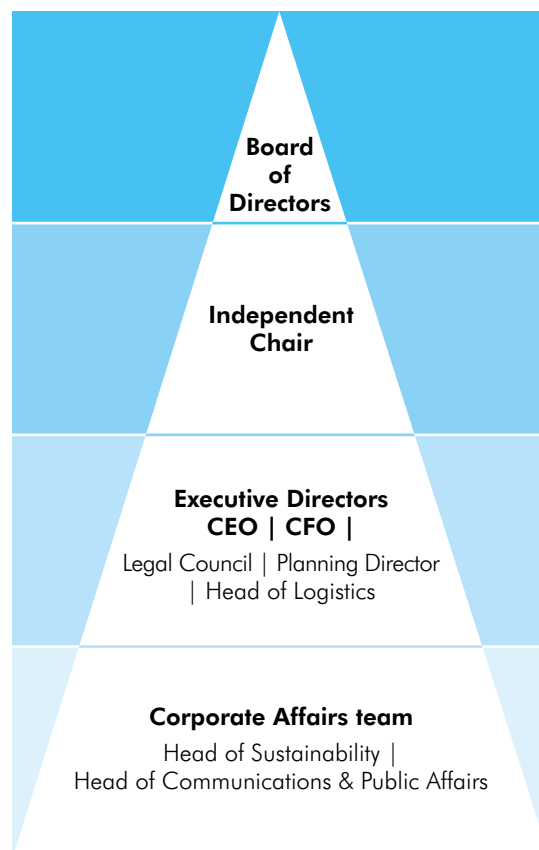 Board
of
Directors
Independent
Chair
Executive Directors
CEO | CFO |
Legal Council | Planning Director
| Head of Logistics
Corporate Affairs team
Head of Sustainability |
Head of Communications & Public Affairs